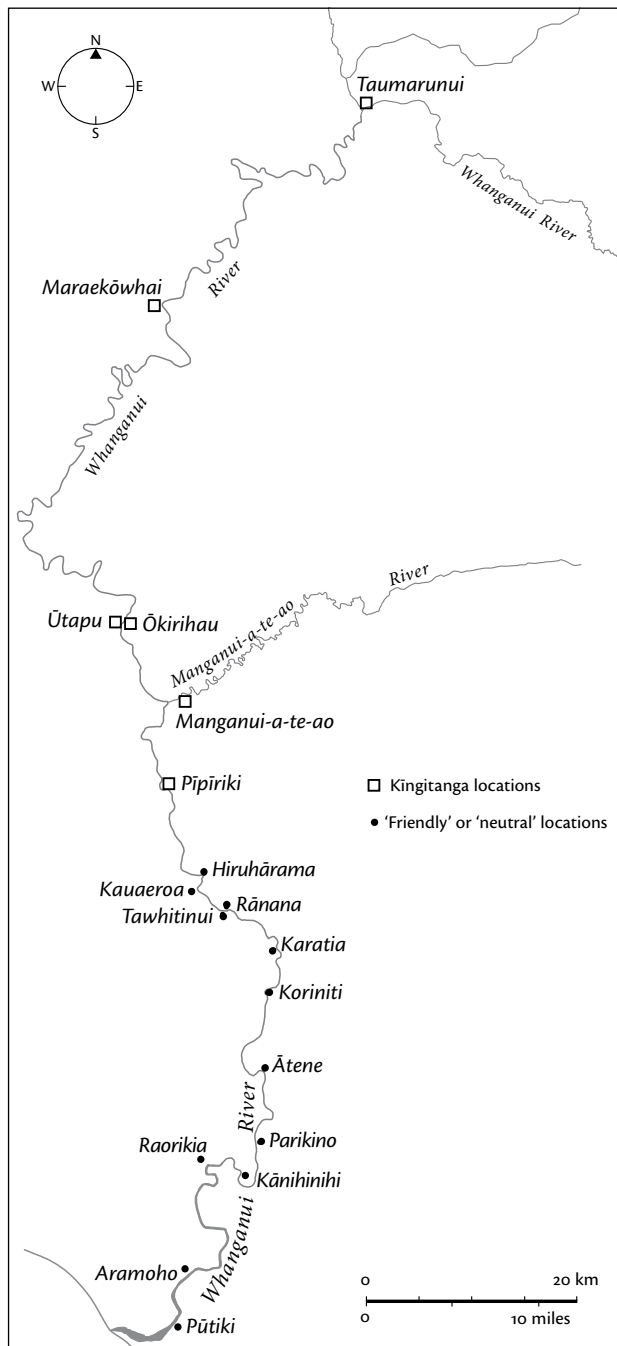 N
W
E
S
Taumarunui
Whanganui River
River
Maraekōwhai
Whanganui
River
Manganui-a-te-ao
Ūtapu
Ōkirihau
Manganui-a-te-ao
Pīpīriki
Kīngitanga locations
'Friendly' or 'neutral' locations
Hiruhārama
Kauaeroa
Rānana
Tawhitinui
Karatia
Koriniti
Ātene
River
Parikino
Raorikia
Kānihinihi
Whanganui
Aramoho
Pūtiki
0 20 km
0 10 miles